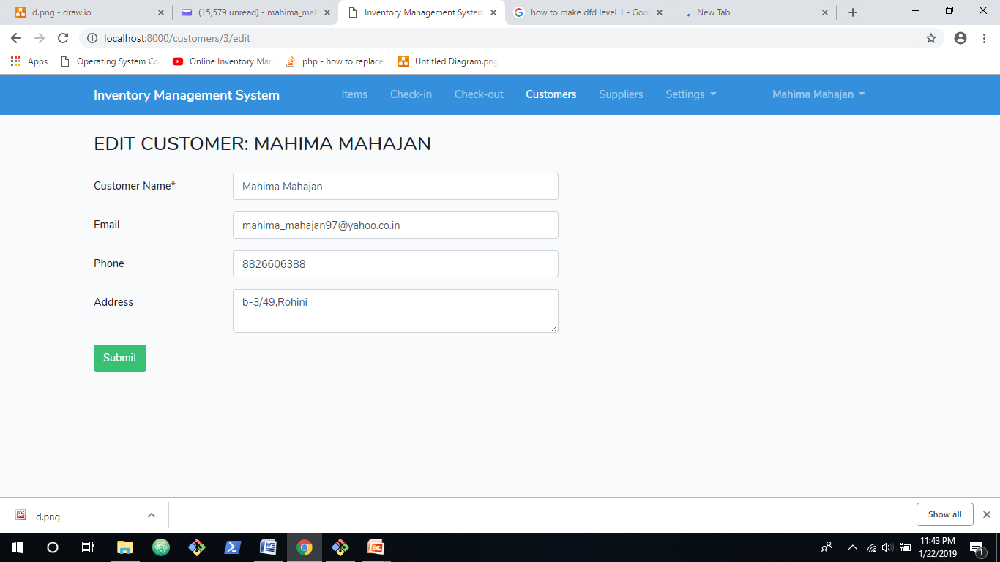 d.png - draw.io
(15,579 unread) - mahima_mah
Inventory Management System
how to make dfd level 1 - Goo
New Tab
localhost:8000/customers/3/edit
Apps
Operating System Co
Online Inventory Mar
php - how to replace
Untitled Diagram.png
Inventory Management System
Items
Check-in
Check-out
Customers
Suppliers
Settings
Mahima Mahajan
EDIT CUSTOMER: MAHIMA MAHAJAN
Customer Name*
Mahima Mahajan
Email
mahima_mahajan97@yahoo.co.in
Phone
8826606388
Address
b-3/49,Rohini
Submit
d.png
Show all
11:43 PM
1/22/2019
1